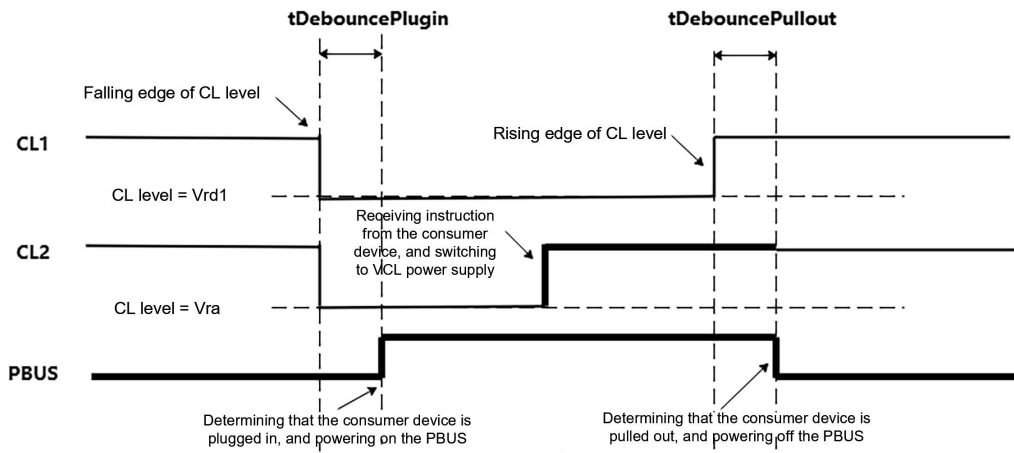 tDebouncePlugin
tDebouncePullout
Falling edge of CL level
Rising edge of CL level
CL1
CL level = Vrd1
Receiving instruction
from the consumer
device, and switching
to VCL power supply
CL2
CL level = Vra
PBUS
Determining that the consumer device is
plugged in, and powering on the PBUS
Determining that the consumer device is
pulled out, and powering off the PBUS